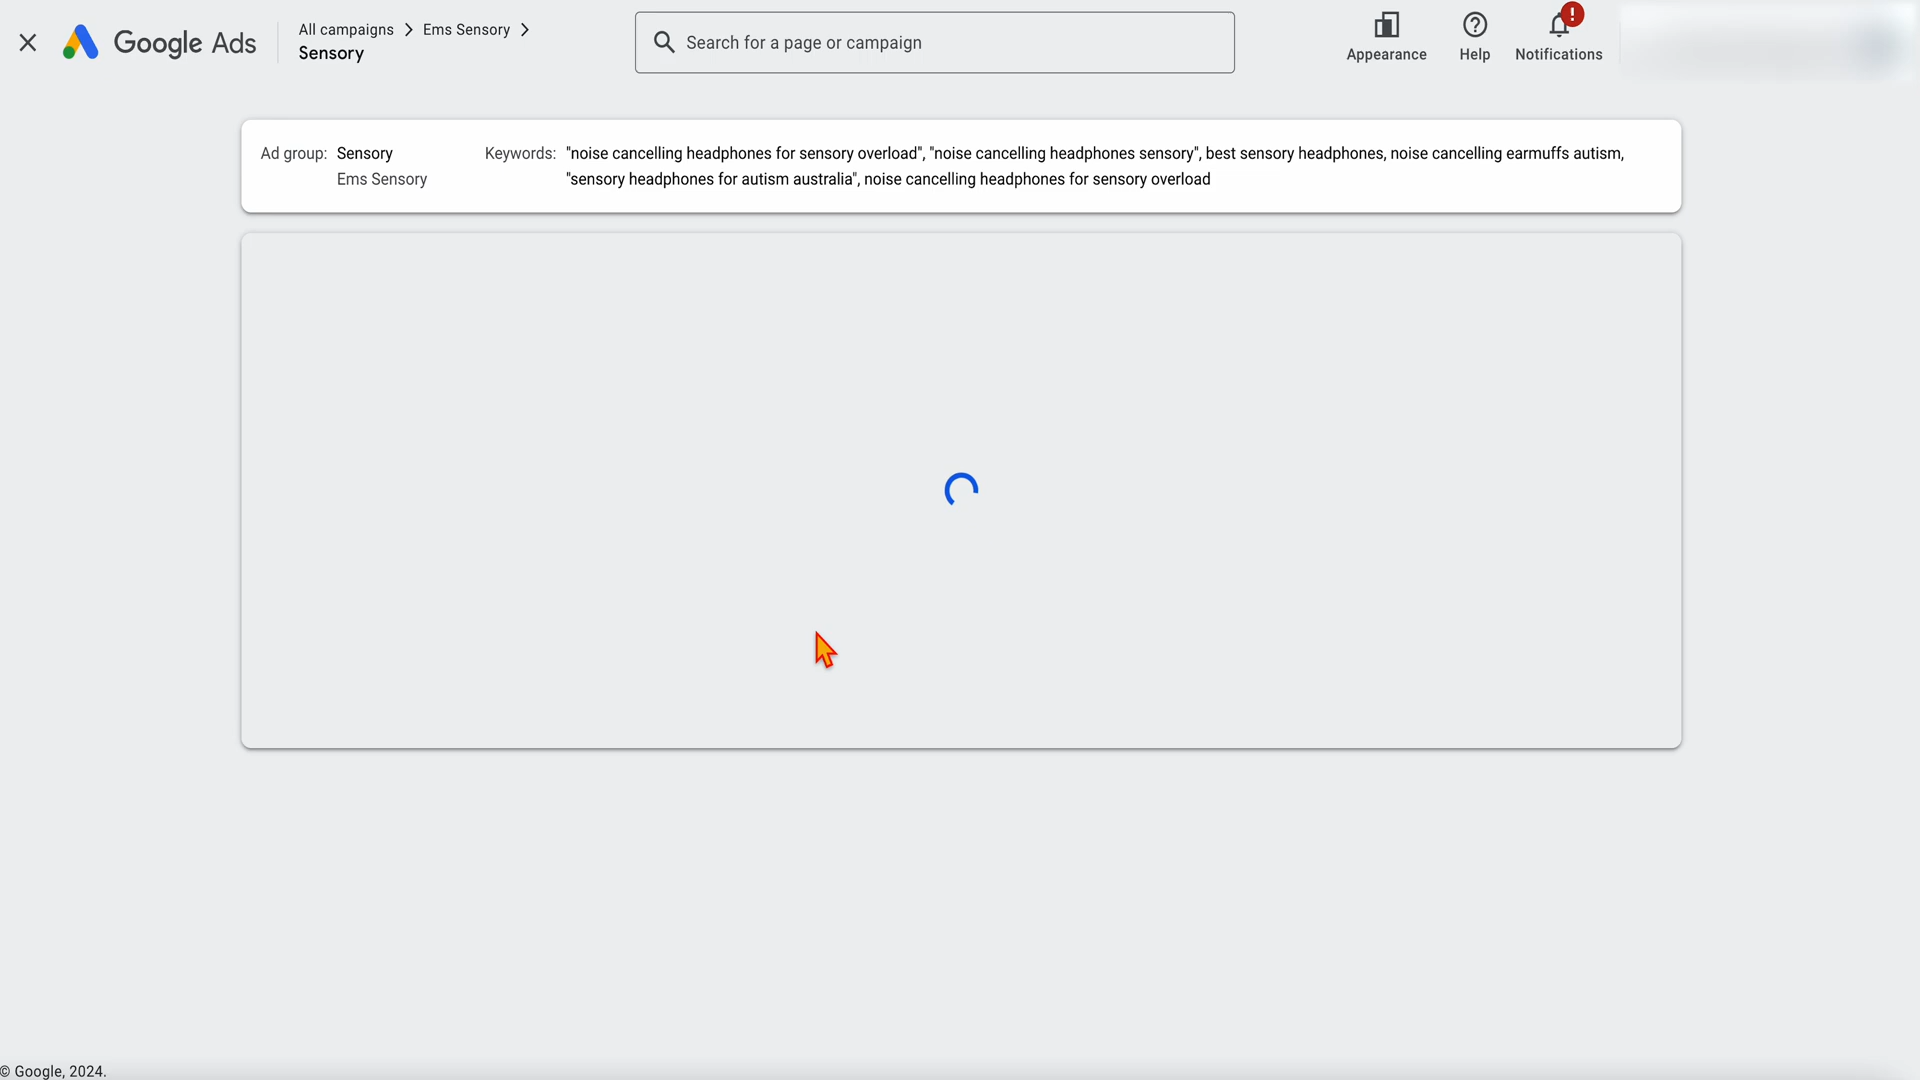 Google Ads
All campaigns > Ems Sensory >
Sensory
Search for a page or campaign
Appearance
Help
Notifications
Ad group: Sensory
Ems Sensory
Keywords: "noise cancelling headphones for sensory overload", "noise cancelling headphones sensory", best sensory headphones, noise cancelling earmuffs autism,
"sensory headphones for autism australia", noise cancelling headphones for sensory overload
© Google, 2024.